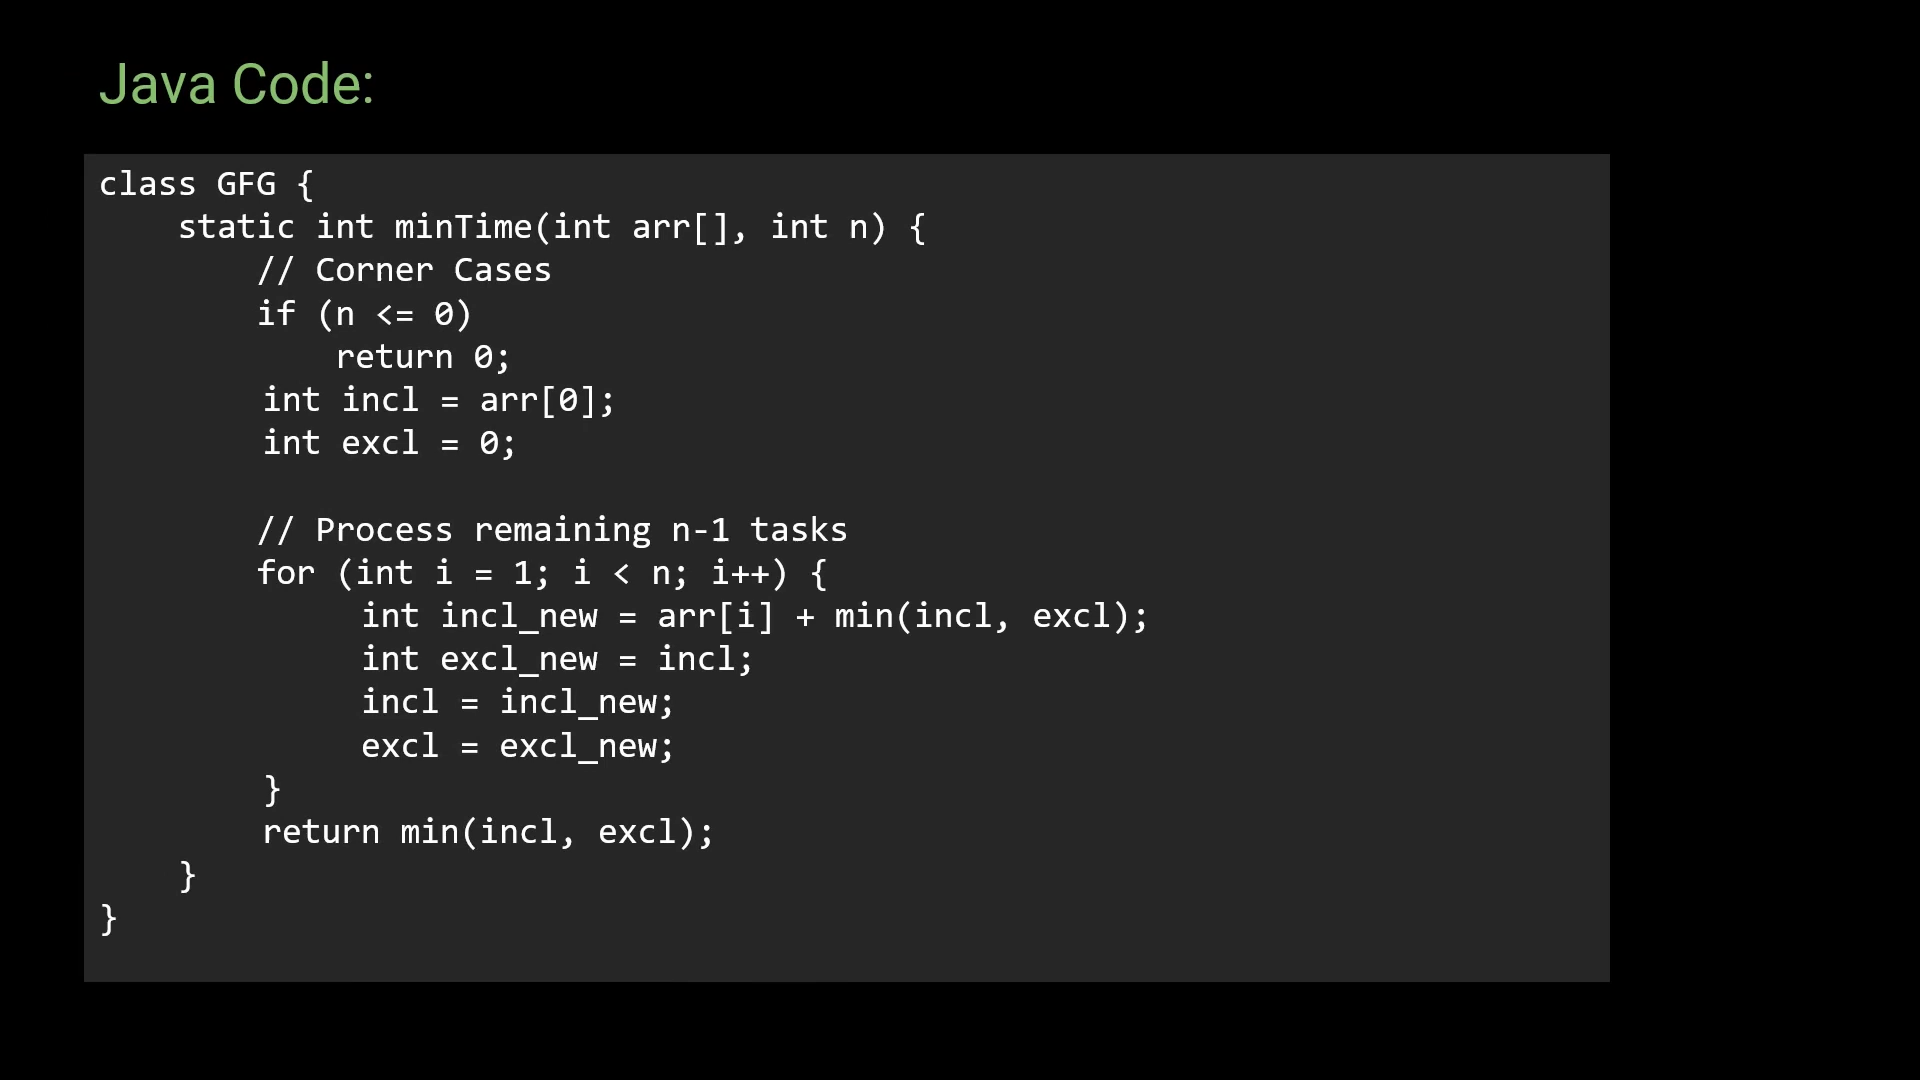 Java Code:
class GFG {
static int minTime(int arr[], int n) {
// Corner Cases
if (n <= 0)
return 0;
int incl = arr[0];
int excl = 0;
// Process remaining n-1 tasks
for (int i = 1; i < n; i++) {
int incl_new = arr[i] + min(incl, excl);
int excl_new = incl;
incl = incl_new;
excl = excl_new;
}
return min(incl, excl);
}
}